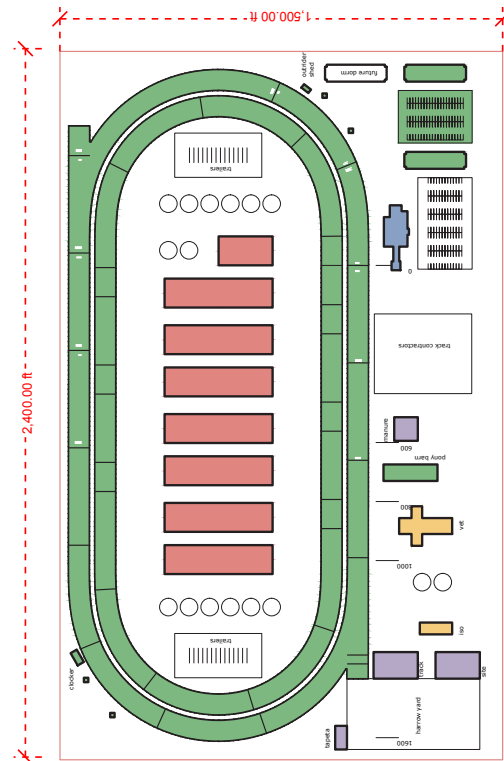 1,500.00 ft
outrider
shed
future dorm
trailers
0
2,400.00 ft
track contractors
manure
600
pony barn
800
vet
1000
iso
trailers
clocker
track
site
harrow yard
tapeta
1600